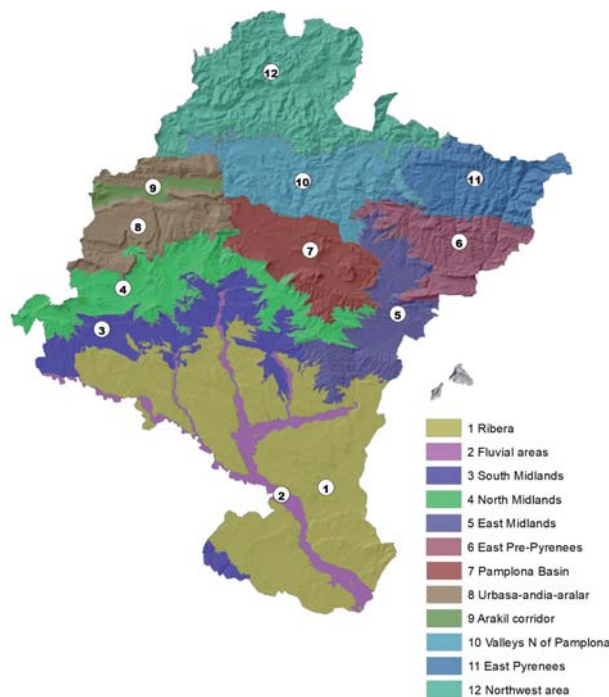 12
10
11
9
8
6
7
4
5
3
1
2
1 Ribera
2 Fluvial areas
3 South Midlands
4 North Midlands
5 East Midlands
6 East Pre-Pyrenees
7 Pamplona Basin
8 Urbasa-andia-aralar
9 Arakil corridor
10 Valleys N of Pamplona
11 East Pyrenees
12 Northwest area